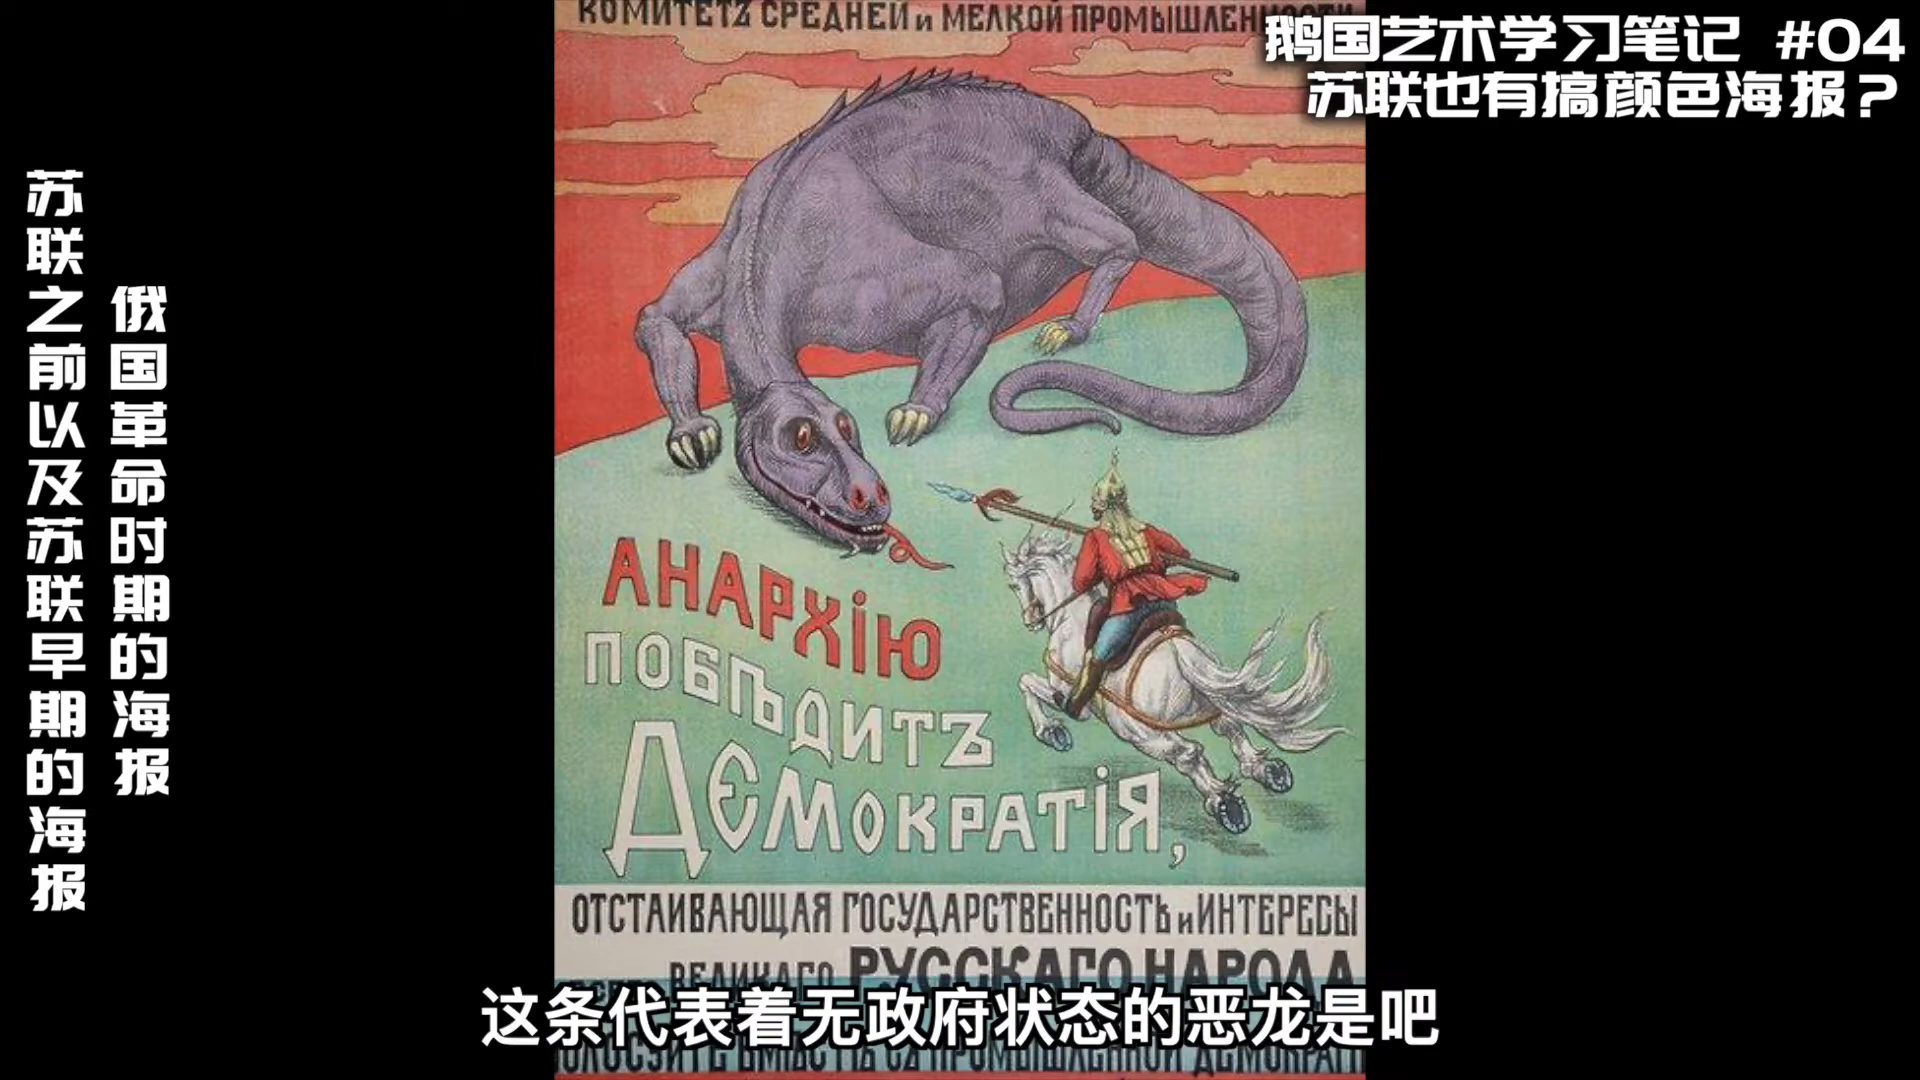 КОМИТЕТЪ СРЕДНЕЙ и МЕЛКОЙ ПРОМЫШЛЕННОСТИ
鹅国艺术学习笔记 #04
苏联也有搞颜色海报？
苏联之前以及苏联早期的海报
俄国革命时期的海报
АНАРХІЮ
ПОБѢДИТЪ
ДЕМОКРАТІЯ,
ОТСТАИВАЮЩАЯ ГОСУДАРСТВЕННОСТЬ и ИНТЕРЕСЫ
ВЕЛИКАГО РУССКАГО НАРОДА
这条代表着无政府状态的恶龙是吧